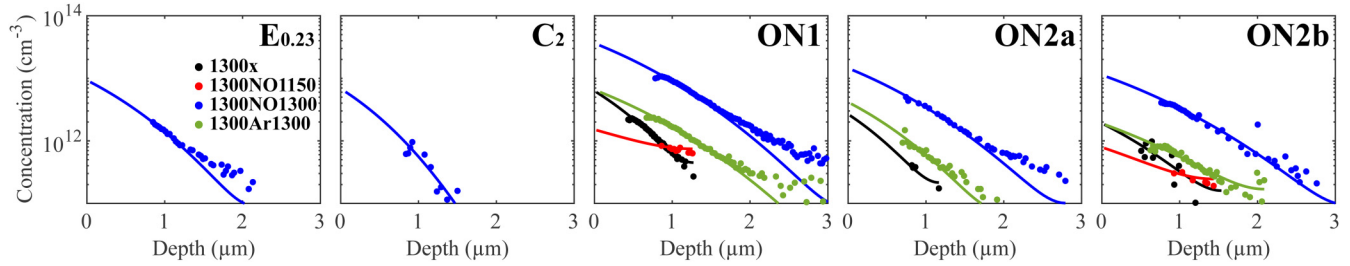 Concentration (cm⁻³)
10¹⁴
10¹²
E₀.₂₃
1300x
1300NO1150
1300NO1300
1300Ar1300
0 1 2 3
Depth (µm)
C₂
0 1 2 3
Depth (µm)
ON1
0 1 2 3
Depth (µm)
ON2a
0 1 2 3
Depth (µm)
ON2b
0 1 2 3
Depth (µm)